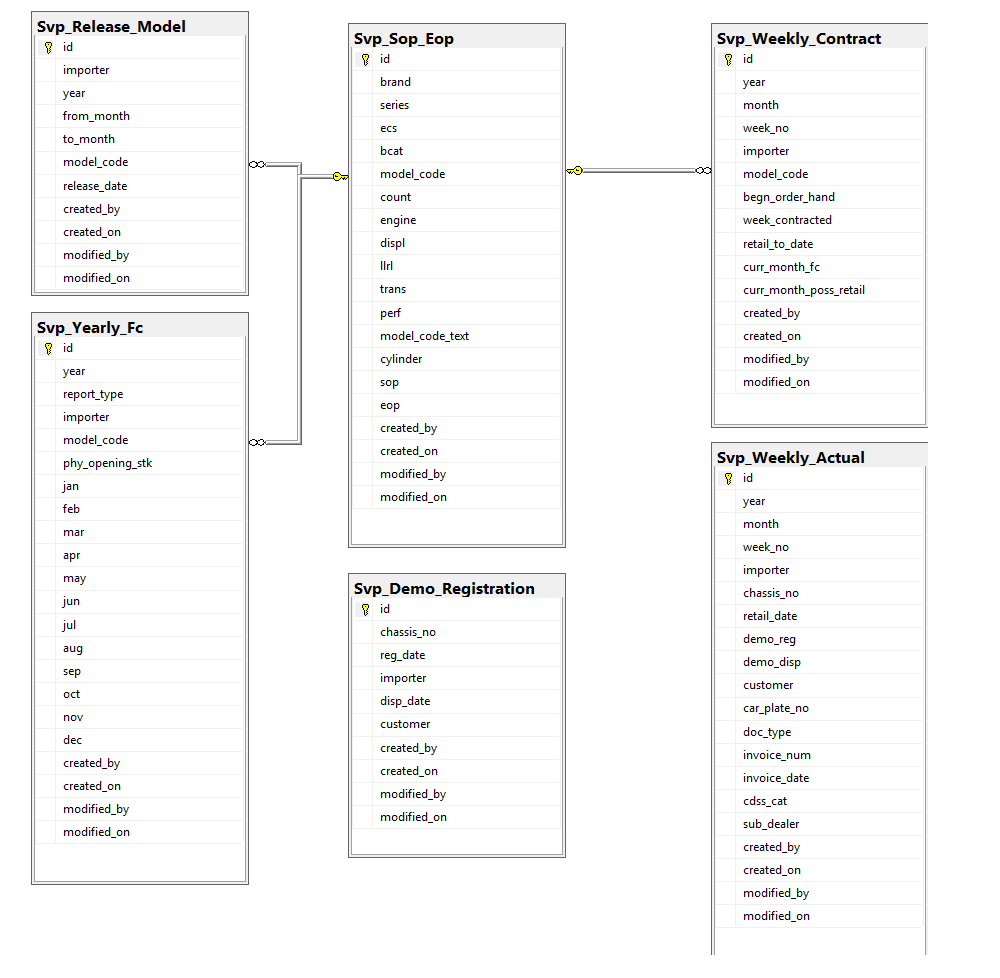 Svp_Release_Model
id
importer
year
from_month
to_month
model_code
release_date
created_by
created_on
modified_by
modified_on
Svp_Yearly_Fc
id
year
report_type
importer
model_code
phy_opening_stk
jan
feb
mar
apr
may
jun
jul
aug
sep
oct
nov
dec
created_by
created_on
modified_by
modified_on
Svp_Sop_Eop
id
brand
series
ecs
bcat
model_code
count
engine
displ
llrl
trans
perf
model_code_text
cylinder
sop
eop
created_by
created_on
modified_by
modified_on
Svp_Demo_Registration
id
chassis_no
reg_date
importer
disp_date
customer
created_by
created_on
modified_by
modified_on
Svp_Weekly_Contract
id
year
month
week_no
importer
model_code
begn_order_hand
week_contracted
retail_to_date
curr_month_fc
curr_month_poss_retail
created_by
created_on
modified_by
modified_on
Svp_Weekly_Actual
id
year
month
week_no
importer
chassis_no
retail_date
demo_reg
demo_disp
customer
car_plate_no
doc_type
invoice_num
invoice_date
cdss_cat
sub_dealer
created_by
created_on
modified_by
modified_on